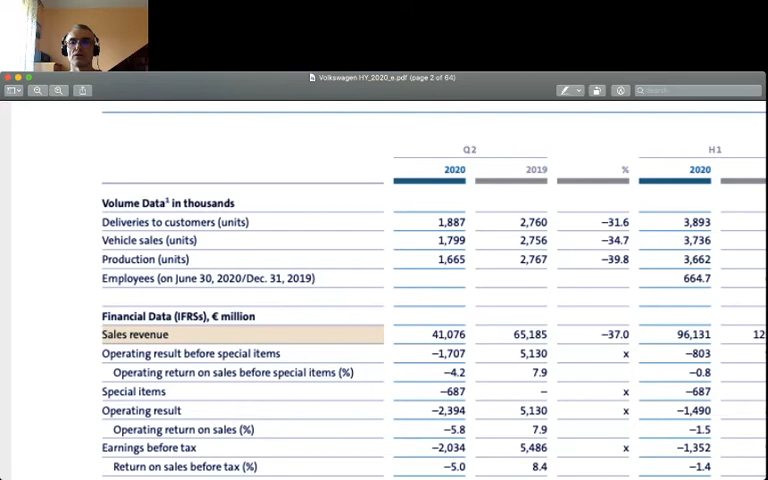 Volkswagen HY_2020_e.pdf (page 2 of 64)
Search
Q2 H1
2020 2019 % 2020
Volume Data¹ in thousands
Deliveries to customers (units) 1,887 2,760 –31.6 3,893
Vehicle sales (units) 1,799 2,756 –34.7 3,736
Production (units) 1,665 2,767 –39.8 3,662
Employees (on June 30, 2020/Dec. 31, 2019) 664.7
Financial Data (IFRSs), € million
Sales revenue 41,076 65,185 –37.0 96,131 12
Operating result before special items –1,707 5,130 x –803
Operating return on sales before special items (%) –4.2 7.9 –0.8
Special items –687 – x –687
Operating result –2,394 5,130 x –1,490
Operating return on sales (%) –5.8 7.9 –1.5
Earnings before tax –2,034 5,486 x –1,352
Return on sales before tax (%) –5.0 8.4 –1.4